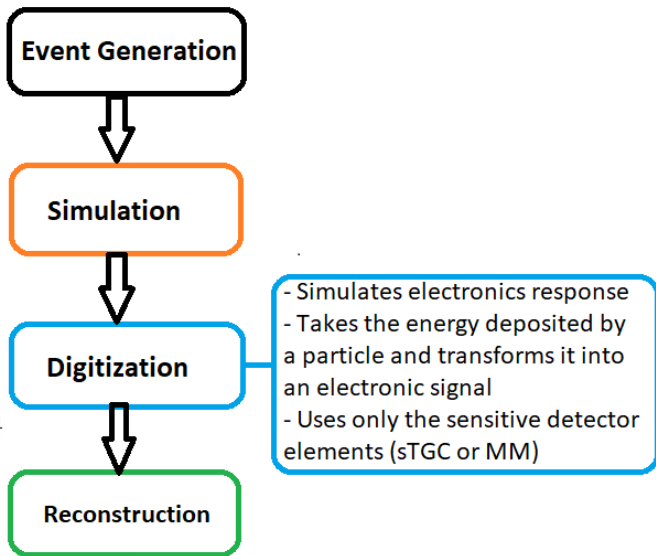 Event Generation
Simulation
Digitization
- Simulates electronics response
- Takes the energy deposited by
a particle and transforms it into
an electronic signal
- Uses only the sensitive detector
elements (sTGC or MM)
Reconstruction